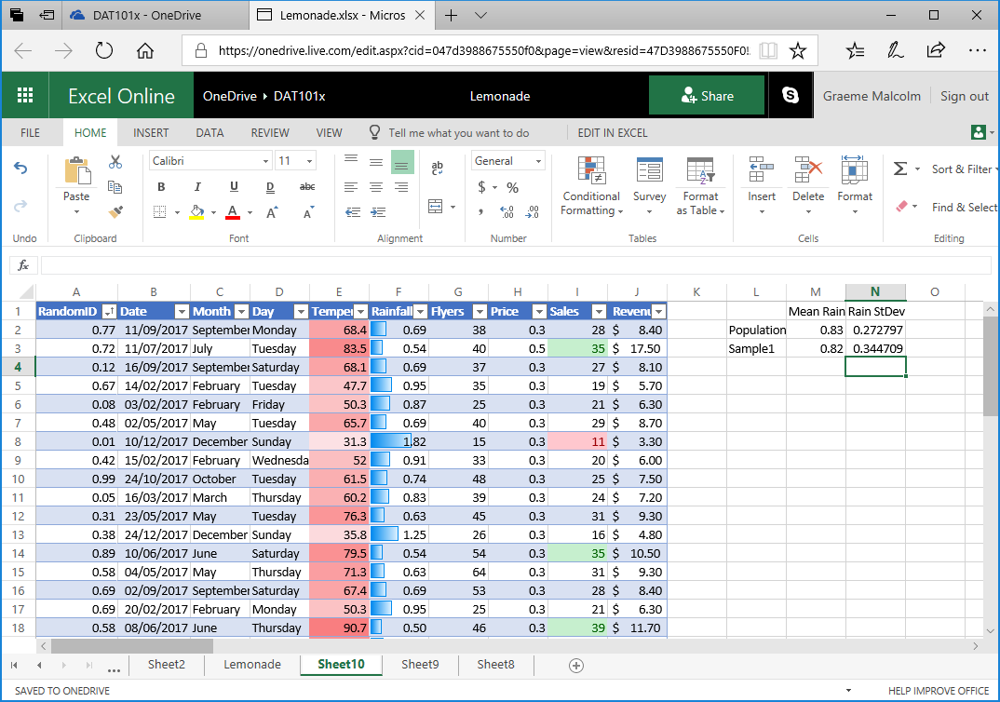 DAT101x - OneDrive
Lemonade.xlsx - Micros
https://onedrive.live.com/edit.aspx?cid=047d3988675550f0&page=view&resid=47D3988675550F0!
Excel Online
OneDrive DAT101x
Lemonade
Share
Graeme Malcolm
Sign out
FILE HOME INSERT DATA REVIEW VIEW Tell me what you want to do EDIT IN EXCEL
Calibri 11 General
Paste
B I U D abc
A A A
ab
$ % , .00 .00
Conditional Formatting
Survey
Format as Table
Insert
Delete
Format
Σ Sort & Filter
Find & Select
Undo Clipboard Font Alignment Number Tables Cells Editing
fx
A B C D E F G H I J K L M N O
1 RandomID Date Month Day Temper Rainfall Flyers Price Sales Revenu Mean Rain Rain StDev
2 0.77 11/09/2017 September Monday 68.4 0.69 38 0.3 28 $ 8.40 Population 0.83 0.272797
3 0.72 11/07/2017 July Tuesday 83.5 0.54 40 0.5 35 $ 17.50 Sample1 0.82 0.344709
4 0.12 16/09/2017 September Saturday 68.1 0.69 37 0.3 27 $ 8.10
5 0.67 14/02/2017 February Tuesday 47.7 0.95 35 0.3 19 $ 5.70
6 0.08 03/02/2017 February Friday 50.3 0.87 25 0.3 21 $ 6.30
7 0.48 02/05/2017 May Tuesday 65.7 0.69 40 0.3 29 $ 8.70
8 0.01 10/12/2017 December Sunday 31.3 1.82 15 0.3 11 $ 3.30
9 0.42 15/02/2017 February Wednesda 52 0.91 33 0.3 20 $ 6.00
10 0.99 24/10/2017 October Tuesday 61.5 0.74 48 0.3 25 $ 7.50
11 0.05 16/03/2017 March Thursday 60.2 0.83 39 0.3 24 $ 7.20
12 0.31 23/05/2017 May Tuesday 76.3 0.63 45 0.3 31 $ 9.30
13 0.38 24/12/2017 December Sunday 35.8 1.25 26 0.3 16 $ 4.80
14 0.89 10/06/2017 June Saturday 79.5 0.54 54 0.3 35 $ 10.50
15 0.58 04/05/2017 May Thursday 71.3 0.63 64 0.3 31 $ 9.30
16 0.69 02/09/2017 September Saturday 67.4 0.69 53 0.3 28 $ 8.40
17 0.69 20/02/2017 February Monday 50.3 0.95 25 0.3 21 $ 6.30
18 0.58 08/06/2017 June Thursday 90.7 0.50 46 0.3 39 $ 11.70
... Sheet2 Lemonade Sheet10 Sheet9 Sheet8
SAVED TO ONEDRIVE
HELP IMPROVE OFFICE